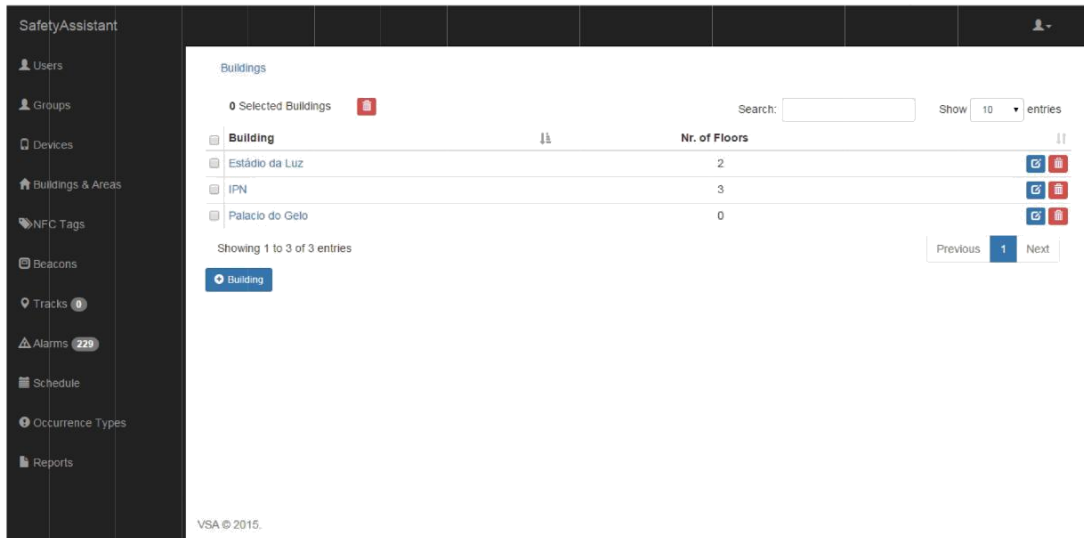 SafetyAssistant
Users
Groups
Devices
Buildings & Areas
NFC Tags
Beacons
Tracks 0
Alarms 229
Schedule
Occurrence Types
Reports
Buildings
0 Selected Buildings
Search:
Show 10 entries
Building Nr. of Floors
Estádio da Luz 2
IPN 3
Palacio do Gelo 0
Showing 1 to 3 of 3 entries
Previous 1 Next
Building
VSA © 2015.